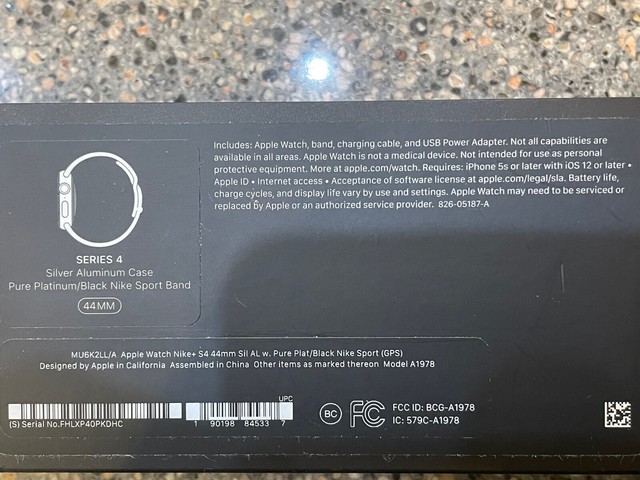 Includes: Apple Watch, band, charging cable, and USB Power Adapter. Not all capabilities are
available in all areas. Apple Watch is not a medical device. Not intended for use as personal
protective equipment. More at apple.com/watch. Requires: iPhone 5s or later with iOS 12 or later •
Apple ID • Internet access • Acceptance of software license at apple.com/legal/sla. Battery life,
charge cycles, and display life vary by use and settings. Apple Watch may need to be serviced or
replaced by Apple or an authorized service provider. 826-05187-A
SERIES 4
Silver Aluminum Case
Pure Platinum/Black Nike Sport Band
44MM
MU6K2LL/A Apple Watch Nike+ S4 44mm Sil AL w. Pure Plat/Black Nike Sport (GPS)
Designed by Apple in California Assembled in China Other items as marked thereon Model A1978
UPC
(S) Serial No.FHLXP40PKDHC
1 90198 84533 7
BC FC
FCC ID: BCG-A1978
IC: 579C-A1978